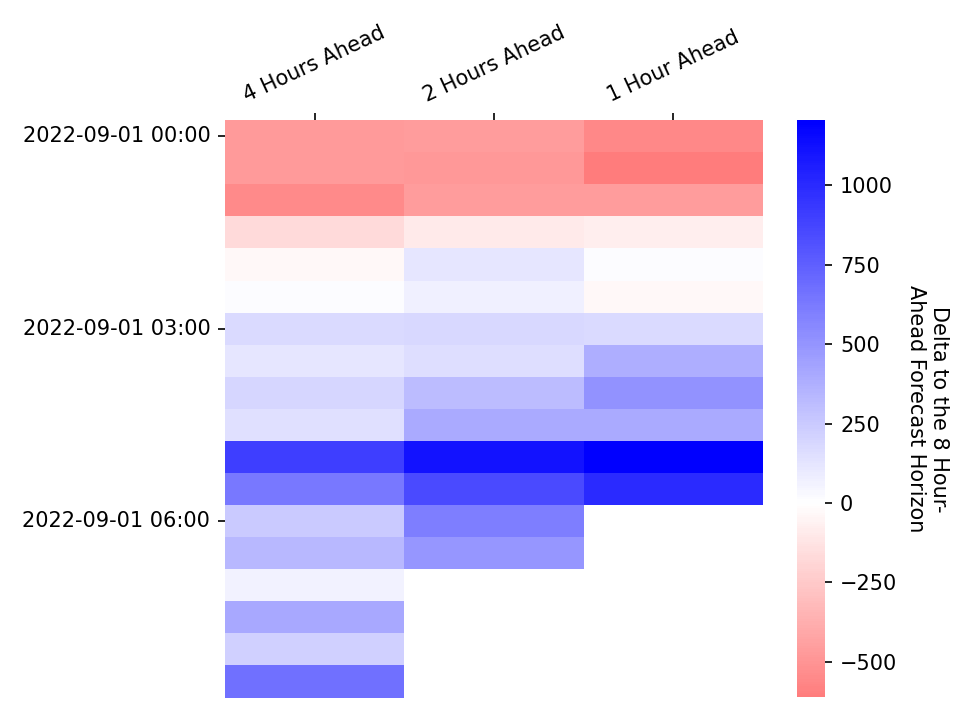 4 Hours Ahead
2 Hours Ahead
1 Hour Ahead
2022-09-01 00:00
2022-09-01 03:00
2022-09-01 06:00
1000
750
500
250
0
−250
−500
Delta to the 8 Hour-
Ahead Forecast Horizon